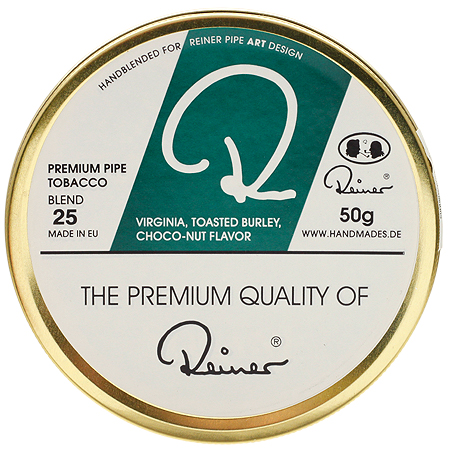 HANDBLENDED FOR REINER PIPE ART DESIGN
R
PREMIUM PIPE
TOBACCO
BLEND
25
MADE IN EU
VIRGINIA, TOASTED BURLEY,
CHOCO-NUT FLAVOR
Reiner®
50g
WWW.HANDMADES.DE
THE PREMIUM QUALITY OF
Reiner®